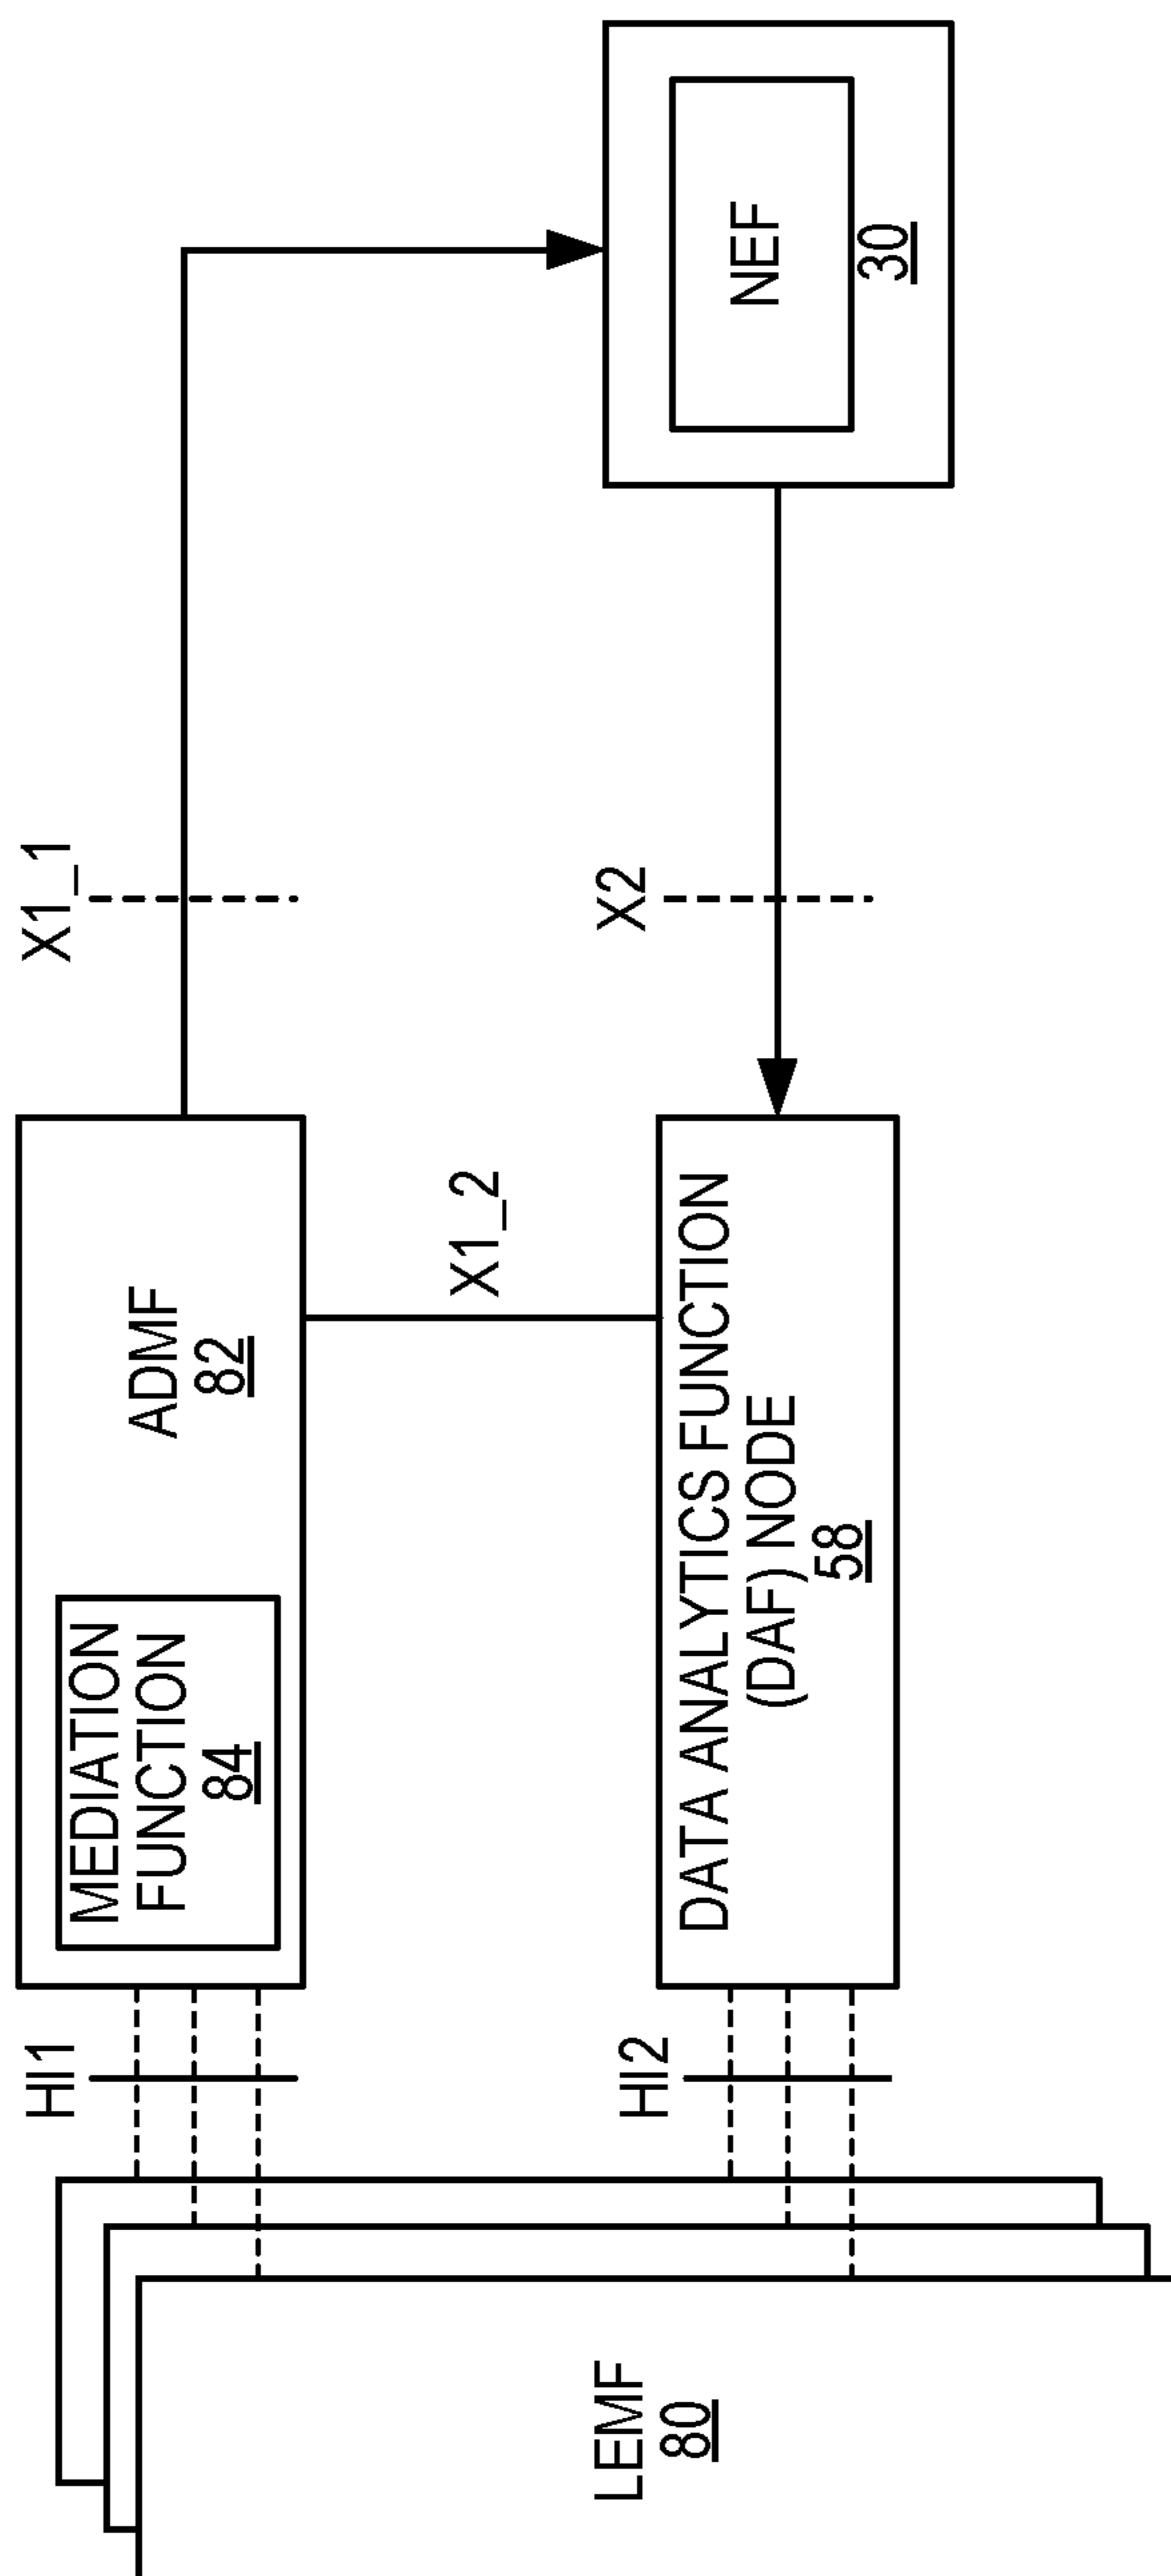 HI1
MEDIATION
FUNCTION
84
ADMF
82
X1_1
LEMF
80
X1_2
HI2
DATA ANALYTICS FUNCTION
(DAF) NODE
58
X2
NEF
30